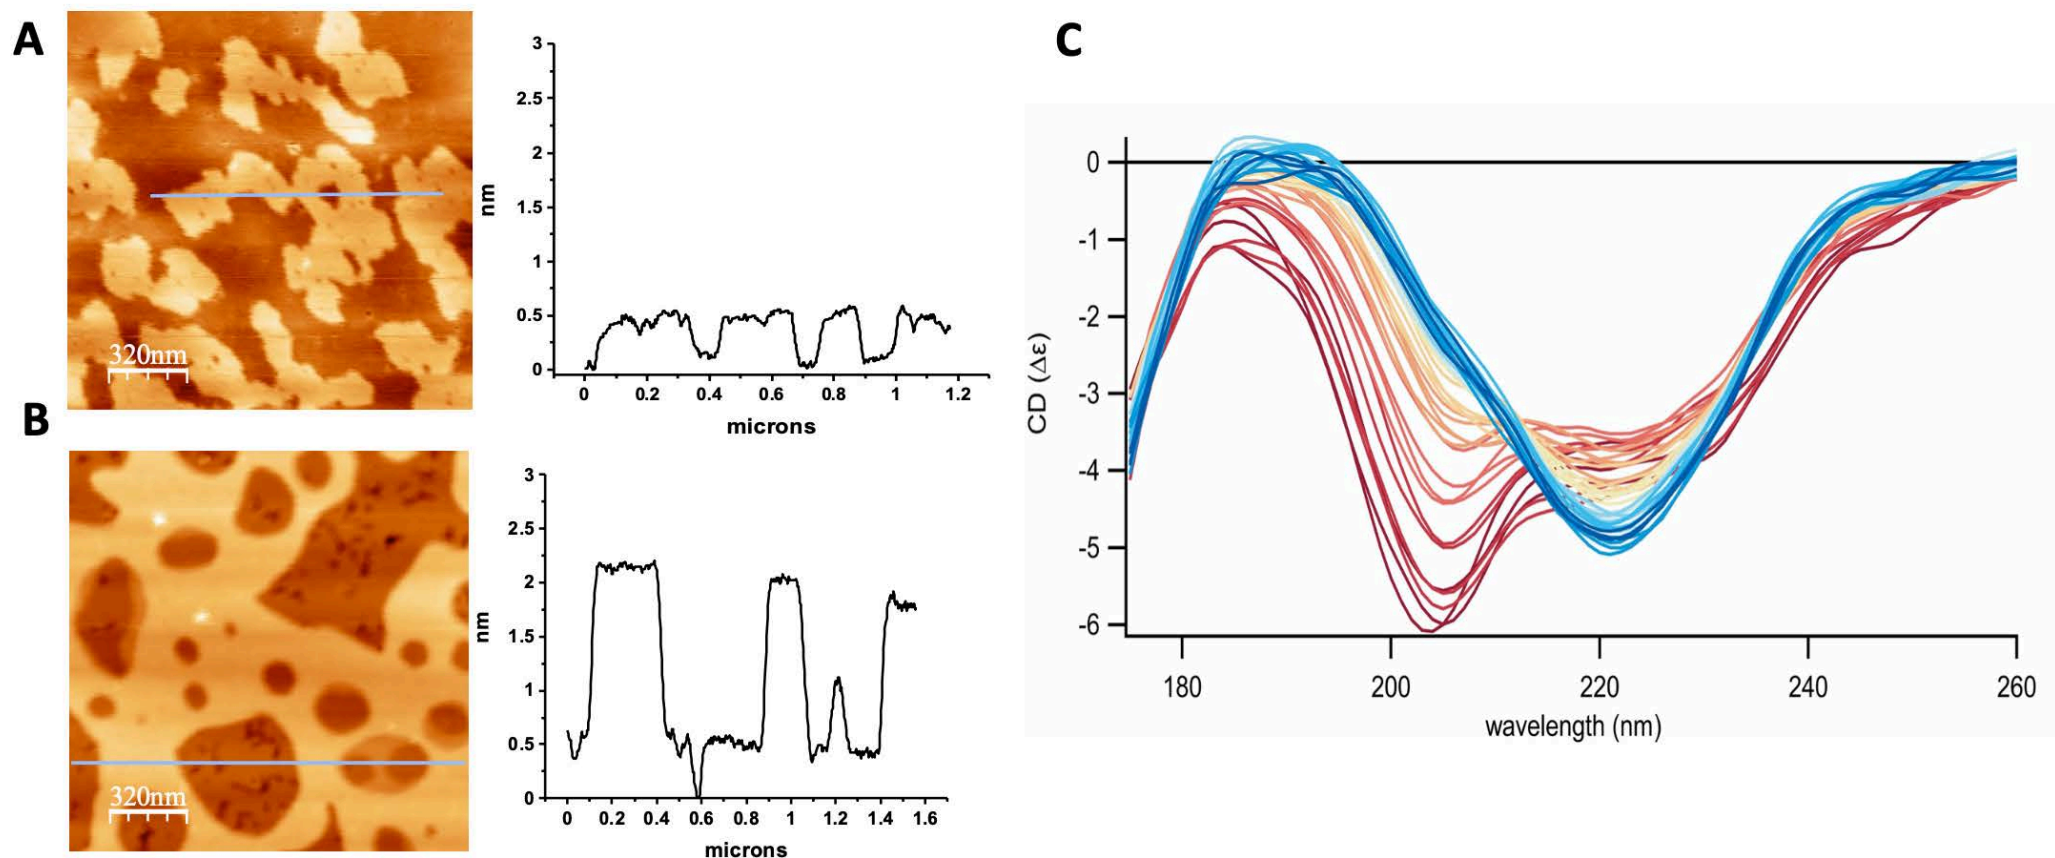 A
320nm
3
2.5
2
1.5
1
0.5
0
nm
0 0.2 0.4 0.6 0.8 1 1.2
microns
B
320nm
3
2.5
2
1.5
1
0.5
0
nm
0 0.2 0.4 0.6 0.8 1 1.2 1.4 1.6
microns
C
0
-1
-2
-3
-4
-5
-6
CD (Δε)
180 200 220 240 260
wavelength (nm)